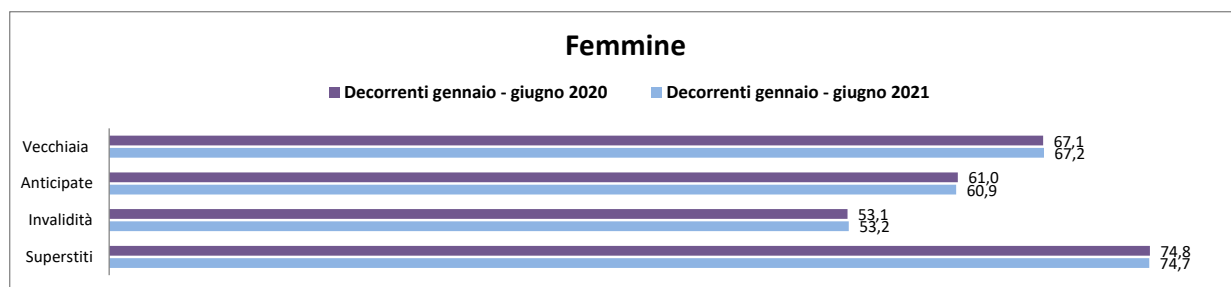 Femmine
Decorrenti gennaio - giugno 2020 Decorrenti gennaio - giugno 2021
Vecchiaia 67,1
67,2
Anticipate 61,0
60,9
Invalidità 53,1
53,2
Superstiti 74,8
74,7